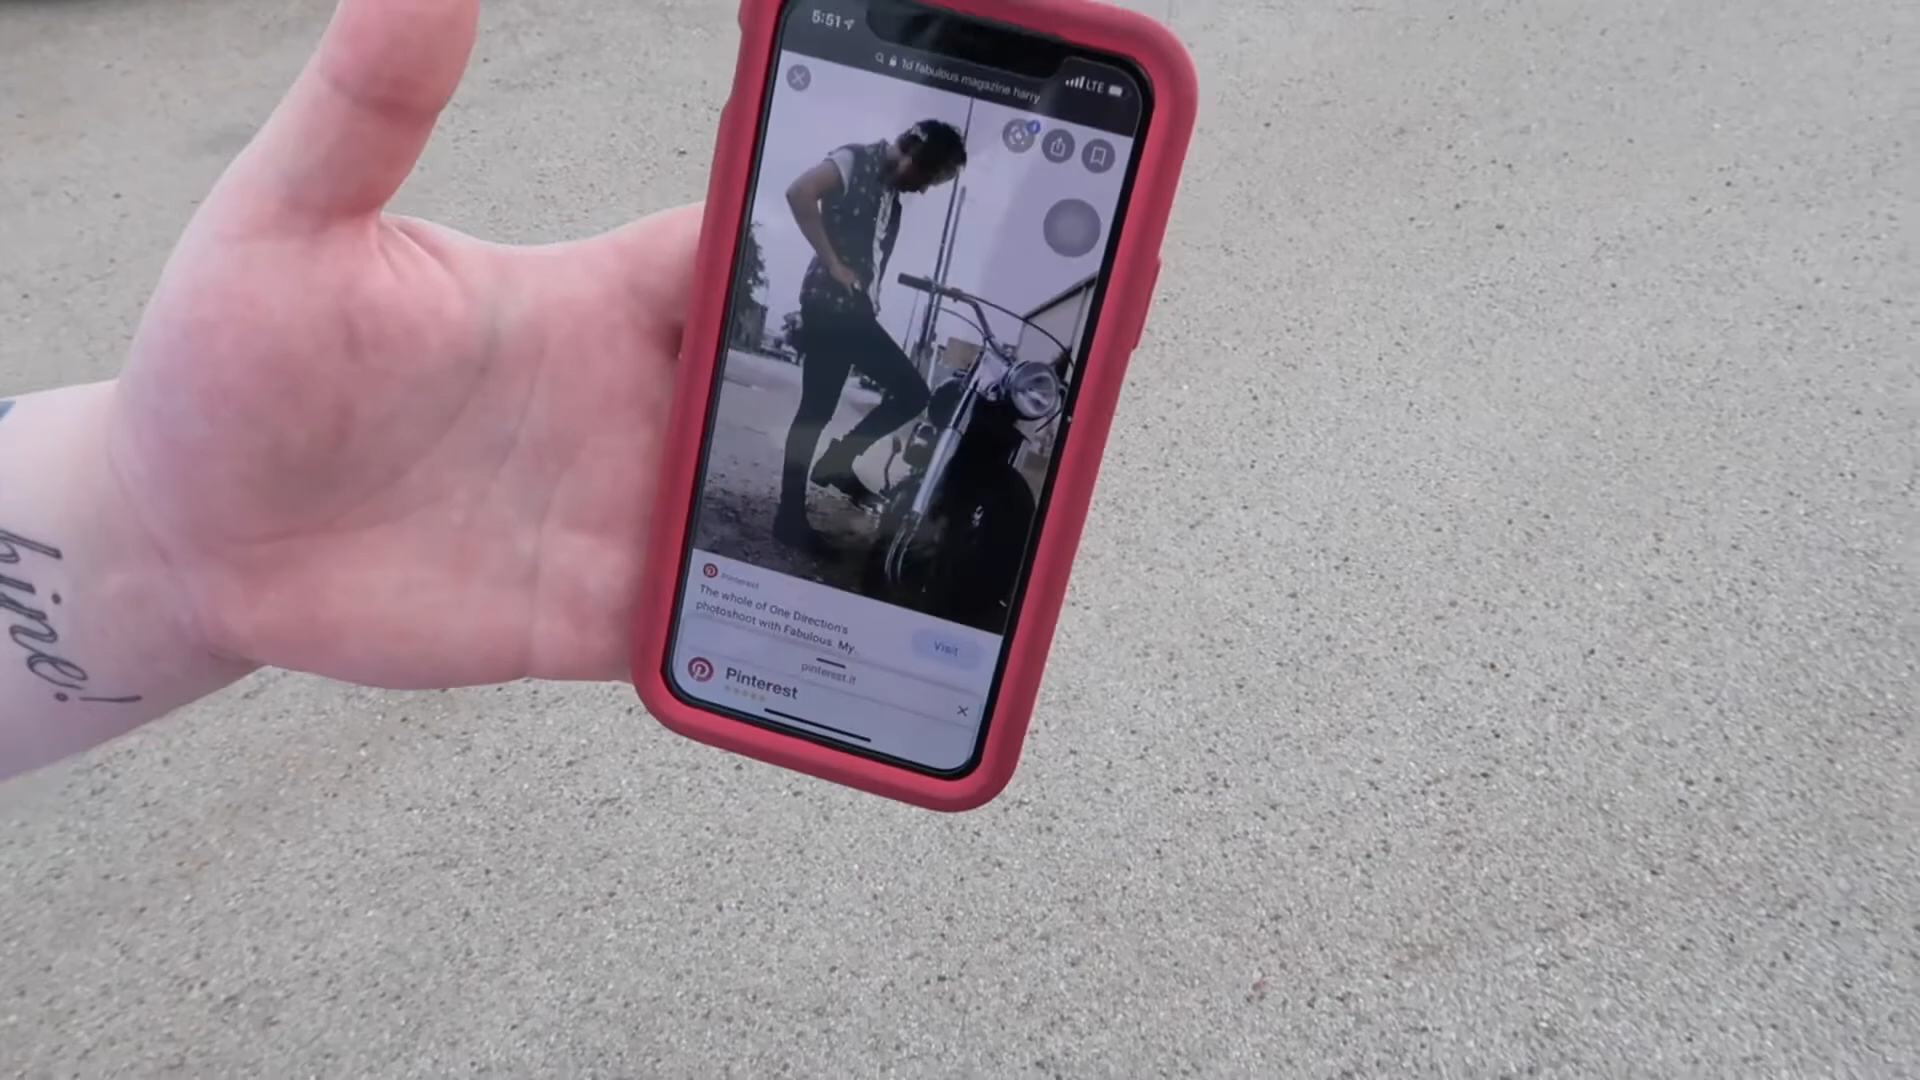 5:51
LTE
1d fabulous magazine harry
Pinterest
The whole of One Direction's
photoshoot with Fabulous. My
Visit
pinterest.it
Pinterest
hine!